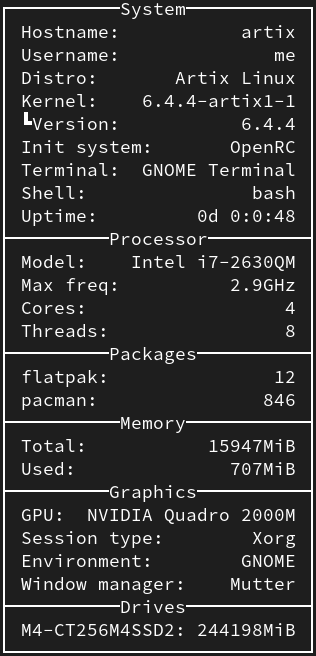 System
Hostname: artix
Username: me
Distro: Artix Linux
Kernel: 6.4.4-artix1-1
Version: 6.4.4
Init system: OpenRC
Terminal: GNOME Terminal
Shell: bash
Uptime: 0d 0:0:48
Processor
Model: Intel i7-2630QM
Max freq: 2.9GHz
Cores: 4
Threads: 8
Packages
flatpak: 12
pacman: 846
Memory
Total: 15947MiB
Used: 707MiB
Graphics
GPU: NVIDIA Quadro 2000M
Session type: Xorg
Environment: GNOME
Window manager: Mutter
Drives
M4-CT256M4SSD2: 244198MiB